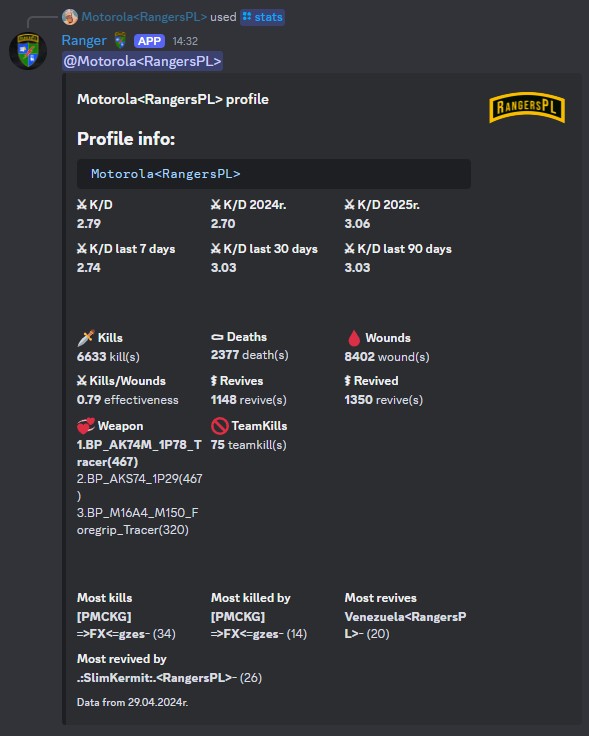 Motorola<RangersPL> used stats
Ranger APP 14:32
@Motorola<RangersPL>
Motorola<RangersPL> profile
RANGERSPL
Profile info:
Motorola<RangersPL>
K/D K/D 2024r. K/D 2025r.
2.79 2.70 3.06
K/D last 7 days K/D last 30 days K/D last 90 days
2.74 3.03 3.03
Kills Deaths Wounds
6633 kill(s) 2377 death(s) 8402 wound(s)
Kills/Wounds Revives Revived
0.79 effectiveness 1148 revive(s) 1350 revive(s)
Weapon TeamKills
1.BP_AK74M_1P78_T 75 teamkill(s)
racer(467)
2.BP_AKS74_1P29(467
)
3.BP_M16A4_M150_F
oregrip_Tracer(320)
Most kills Most killed by Most revives
[PMCKG] [PMCKG] Venezuela<RangersP
=>FX<=gzes- (34) =>FX<=gzes- (14) L>- (20)
Most revived by
.:SlimKermit:.<RangersPL>- (26)
Data from 29.04.2024r.